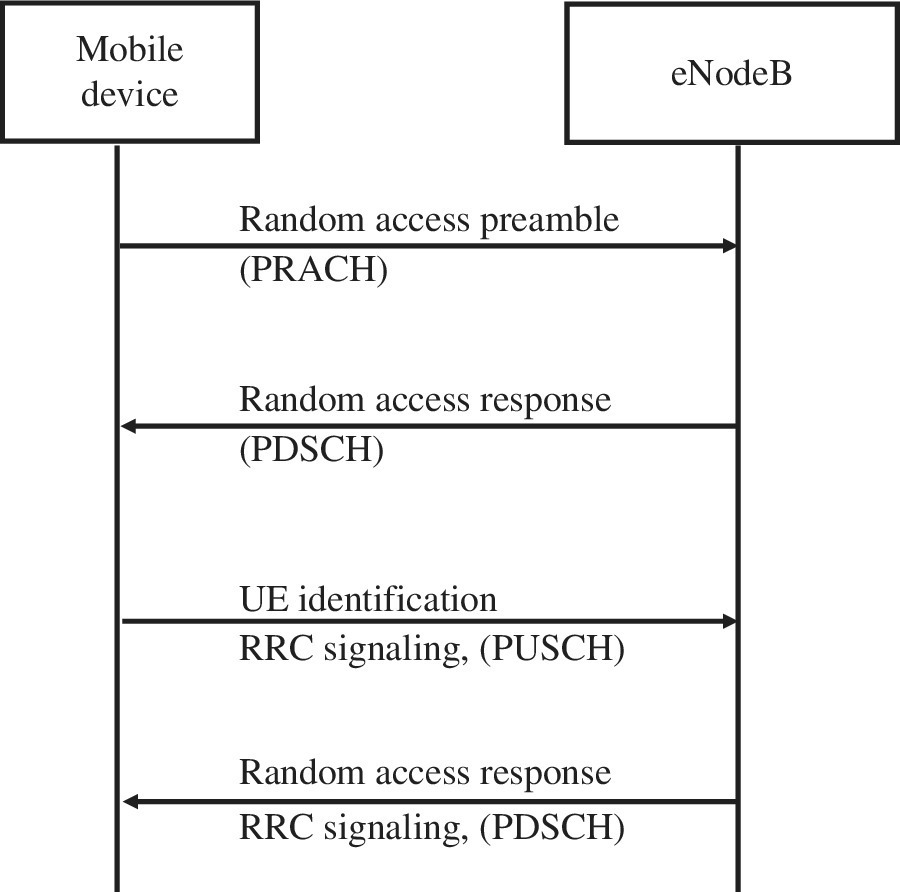 Mobile
device
eNodeB
Random access preamble
(PRACH)
Random access response
(PDSCH)
UE identification
RRC signaling, (PUSCH)
Random access response
RRC signaling, (PDSCH)